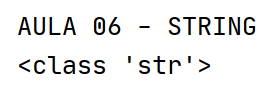 AULA 06 - STRING
<class 'str'>